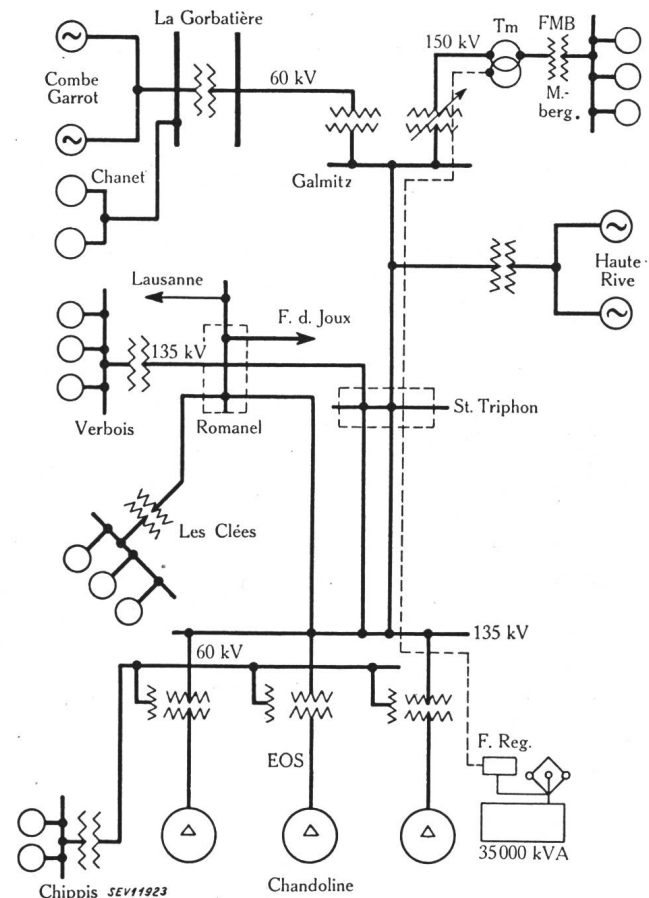 La Gorbatière
Tm
FMB
150 kV
Combe
Garrot
60 kV
M.-
berg.
Chanet
Galmitz
Haute-
Rive
Lausanne
F. d. Joux
135 kV
Verbois
Romanel
St. Triphon
Les Clées
135 kV
60 kV
F. Reg.
EOS
35000 kVA
Chippis
SEV11923
Chandoline